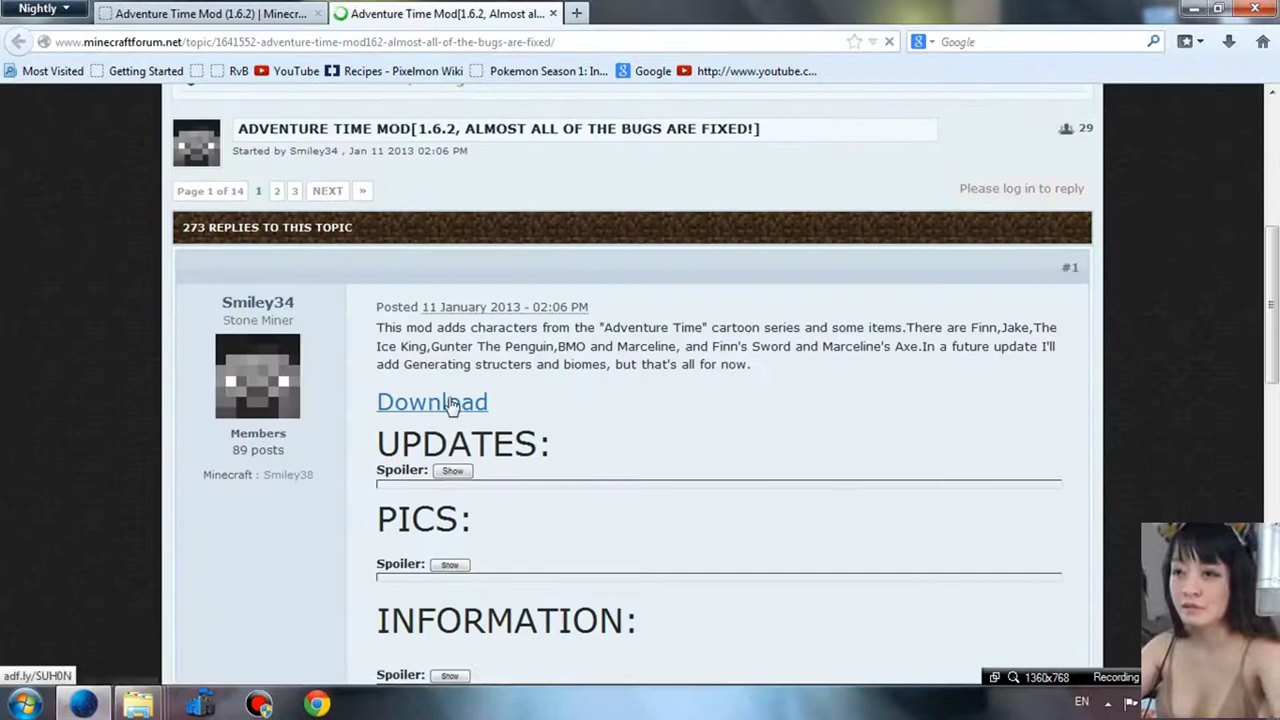 Nightly
Adventure Time Mod (1.6.2) | Minecr...
Adventure Time Mod[1.6.2, Almost al...
www.minecraftforum.net/topic/1641552-adventure-time-mod162-almost-all-of-the-bugs-are-fixed/
Google
Most Visited
Getting Started
RvB
YouTube
Recipes - Pixelmon Wiki
Pokemon Season 1: In...
Google
http://www.youtube.c...
ADVENTURE TIME MOD[1.6.2, ALMOST ALL OF THE BUGS ARE FIXED!]
29
Started by Smiley34 , Jan 11 2013 02:06 PM
Page 1 of 14 1 2 3 NEXT »
Please log in to reply
273 REPLIES TO THIS TOPIC
#1
Smiley34
Stone Miner
Members
89 posts
Minecraft : Smiley38
Posted 11 January 2013 - 02:06 PM
This mod adds characters from the "Adventure Time" cartoon series and some items.There are Finn,Jake,The
Ice King,Gunter The Penguin,BMO and Marceline, and Finn's Sword and Marceline's Axe.In a future update I'll
add Generating structers and biomes, but that's all for now.
Download
UPDATES:
Spoiler: Show
PICS:
Spoiler: Show
INFORMATION:
Spoiler: Show
adf.ly/SUH0N
1360x768
Recording
EN